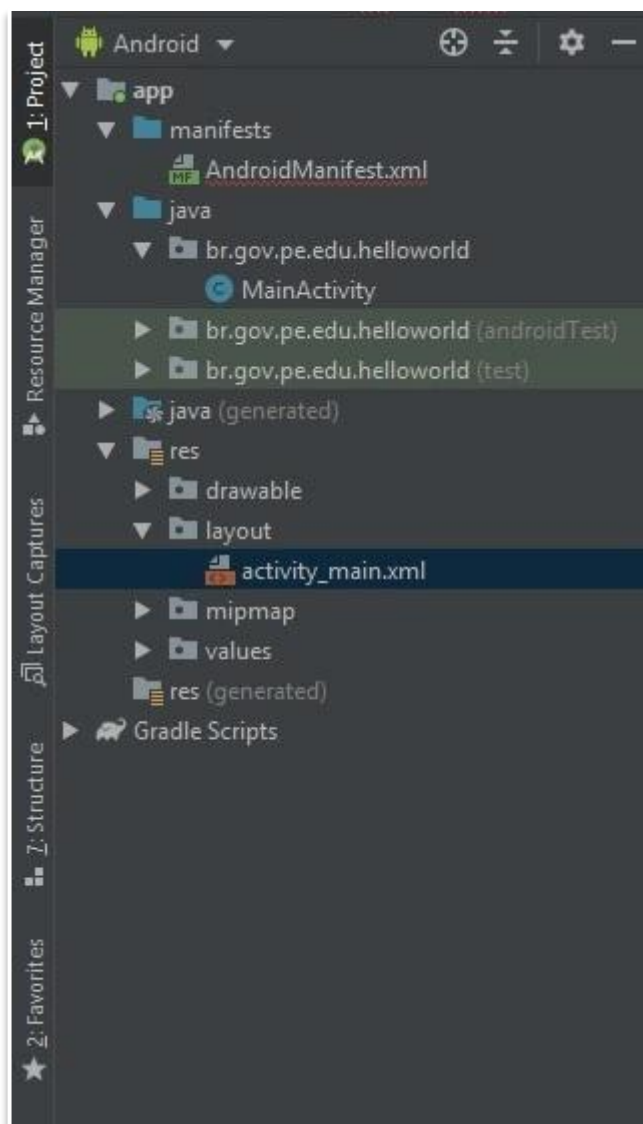 Android
app
manifests
AndroidManifest.xml
java
br.gov.pe.edu.helloworld
MainActivity
br.gov.pe.edu.helloworld (androidTest)
br.gov.pe.edu.helloworld (test)
java (generated)
res
drawable
layout
activity_main.xml
mipmap
values
res (generated)
Gradle Scripts
1: Project
Resource Manager
Layout Captures
7: Structure
2: Favorites